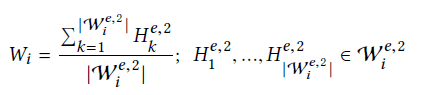 $W_i = \frac{\sum_{k=1}^{|\mathcal{W}_i^{e,2}|} H_k^{e,2}}{|\mathcal{W}_i^{e,2}|}; \; H_1^{e,2}, ..., H_{|\mathcal{W}_i^{e,2}|}^{e,2} \in \mathcal{W}_i^{e,2}$